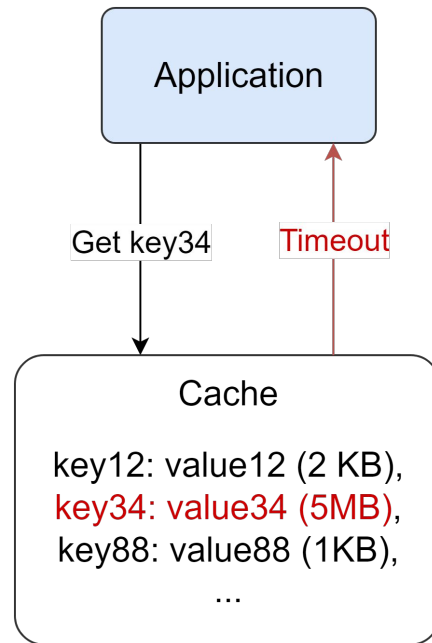 Application
Get key34
Timeout
Cache
key12: value12 (2 KB),
key34: value34 (5MB),
key88: value88 (1KB),
...